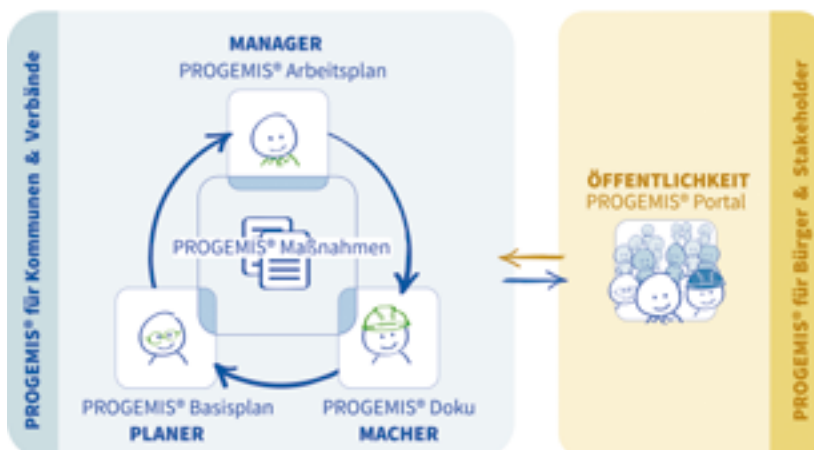 PROGEMIS® für Kommunen & Verbände
MANAGER
PROGEMIS® Arbeitsplan
PROGEMIS® Maßnahmen
PROGEMIS® Basisplan
PLANER
PROGEMIS® Doku
MACHER
ÖFFENTLICHKEIT
PROGEMIS® Portal
PROGEMIS® für Bürger & Stakeholder